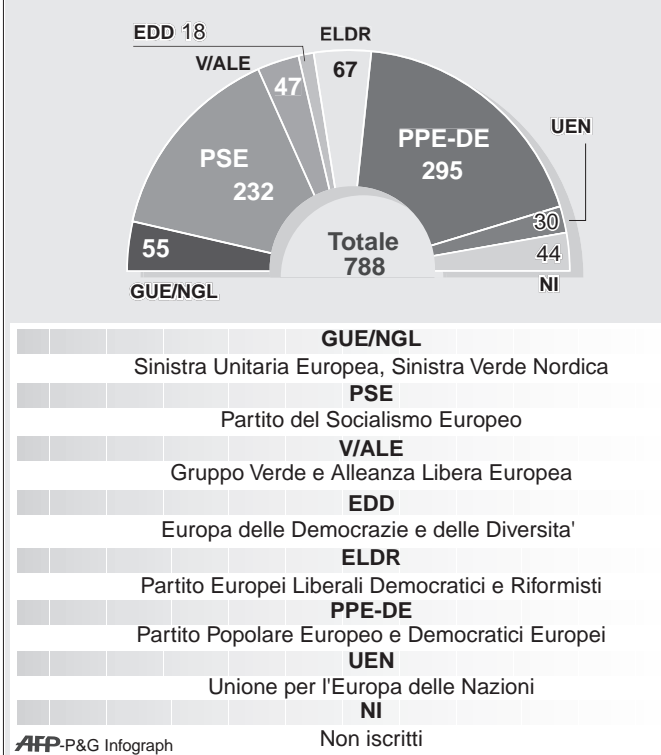 EDD 18
ELDR
V/ALE
47
67
UEN
PSE
232
PPE-DE
295
30
55
Totale
788
44
GUE/NGL
NI
GUE/NGL
Sinistra Unitaria Europea, Sinistra Verde Nordica
PSE
Partito del Socialismo Europeo
V/ALE
Gruppo Verde e Alleanza Libera Europea
EDD
Europa delle Democrazie e delle Diversita'
ELDR
Partito Europei Liberali Democratici e Riformisti
PPE-DE
Partito Popolare Europeo e Democratici Europei
UEN
Unione per l'Europa delle Nazioni
NI
Non iscritti
AFP-P&G Infograph